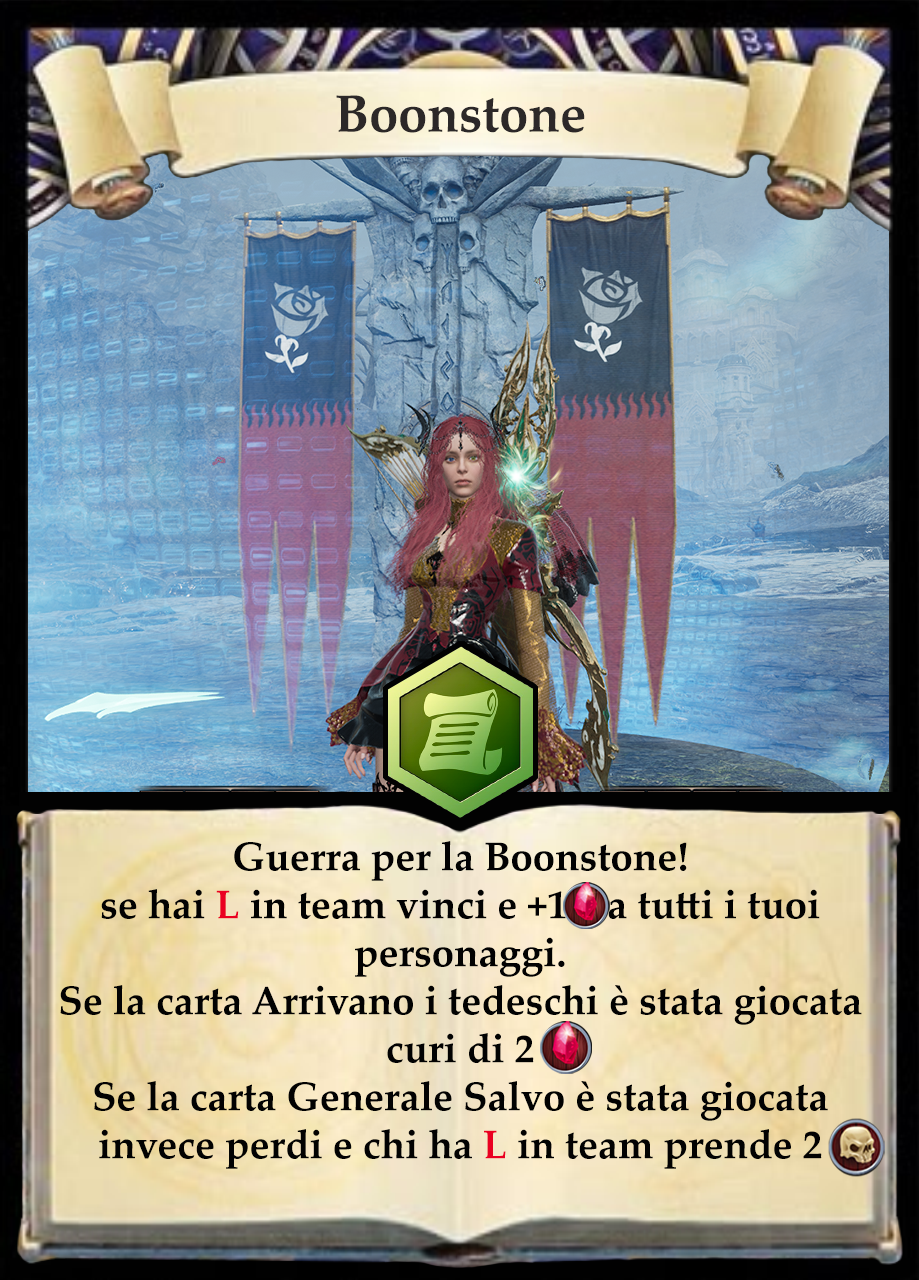 Boonstone
Guerra per la Boonstone!
se hai L in team vinci e +1 a tutti i tuoi
personaggi.
Se la carta Arrivano i tedeschi è stata giocata
curi di 2
Se la carta Generale Salvo è stata giocata
invece perdi e chi ha L in team prende 2